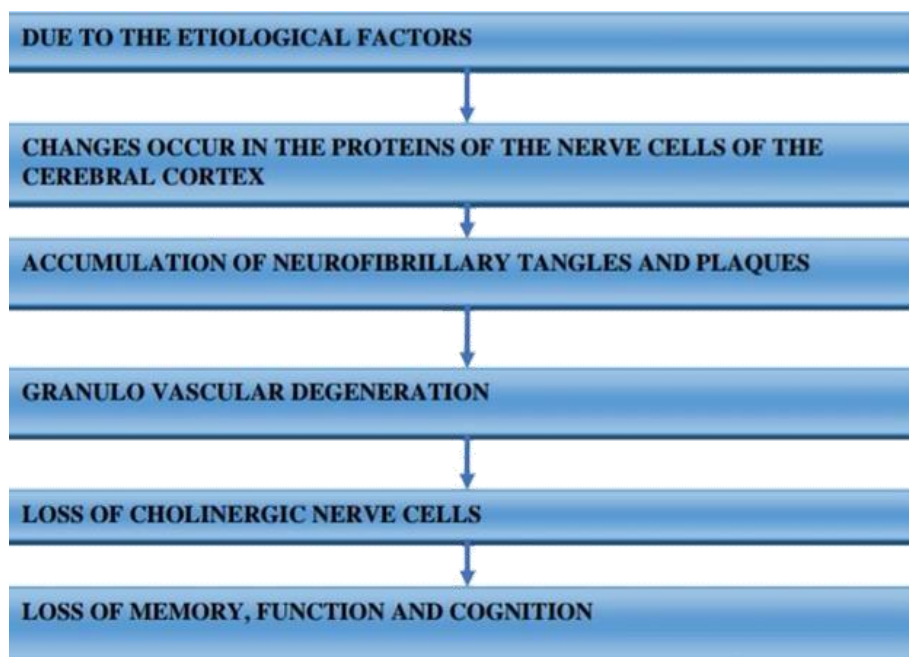 DUE TO THE ETIOLOGICAL FACTORS
CHANGES OCCUR IN THE PROTEINS OF THE NERVE CELLS OF THE
CEREBRAL CORTEX
ACCUMULATION OF NEUROFIBRILLARY TANGLES AND PLAQUES
GRANULO VASCULAR DEGENERATION
LOSS OF CHOLINERGIC NERVE CELLS
LOSS OF MEMORY, FUNCTION AND COGNITION